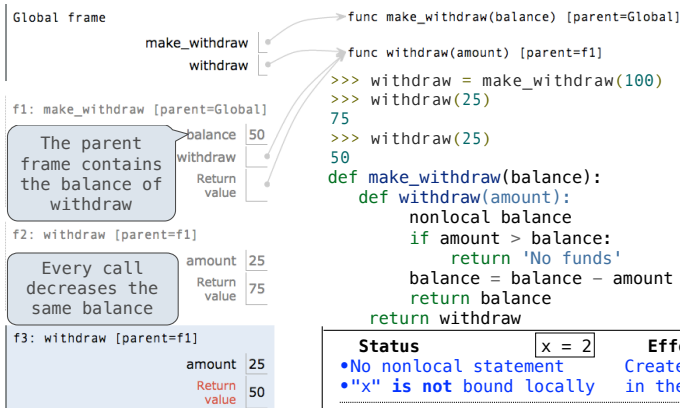 Global frame
make_withdraw
withdraw
func make_withdraw(balance) [parent=Global]
func withdraw(amount) [parent=f1]
f1: make_withdraw [parent=Global]
balance 50
withdraw
Return
value
The parent
frame contains
the balance of
withdraw
f2: withdraw [parent=f1]
amount 25
Return
value 75
Every call
decreases the
same balance
f3: withdraw [parent=f1]
amount 25
Return
value 50
>>> withdraw = make_withdraw(100)
>>> withdraw(25)
75
>>> withdraw(25)
50
def make_withdraw(balance):
def withdraw(amount):
nonlocal balance
if amount > balance:
return 'No funds'
balance = balance − amount
return balance
return withdraw
Status x = 2
•No nonlocal statement Create
•"x" is not bound locally in the